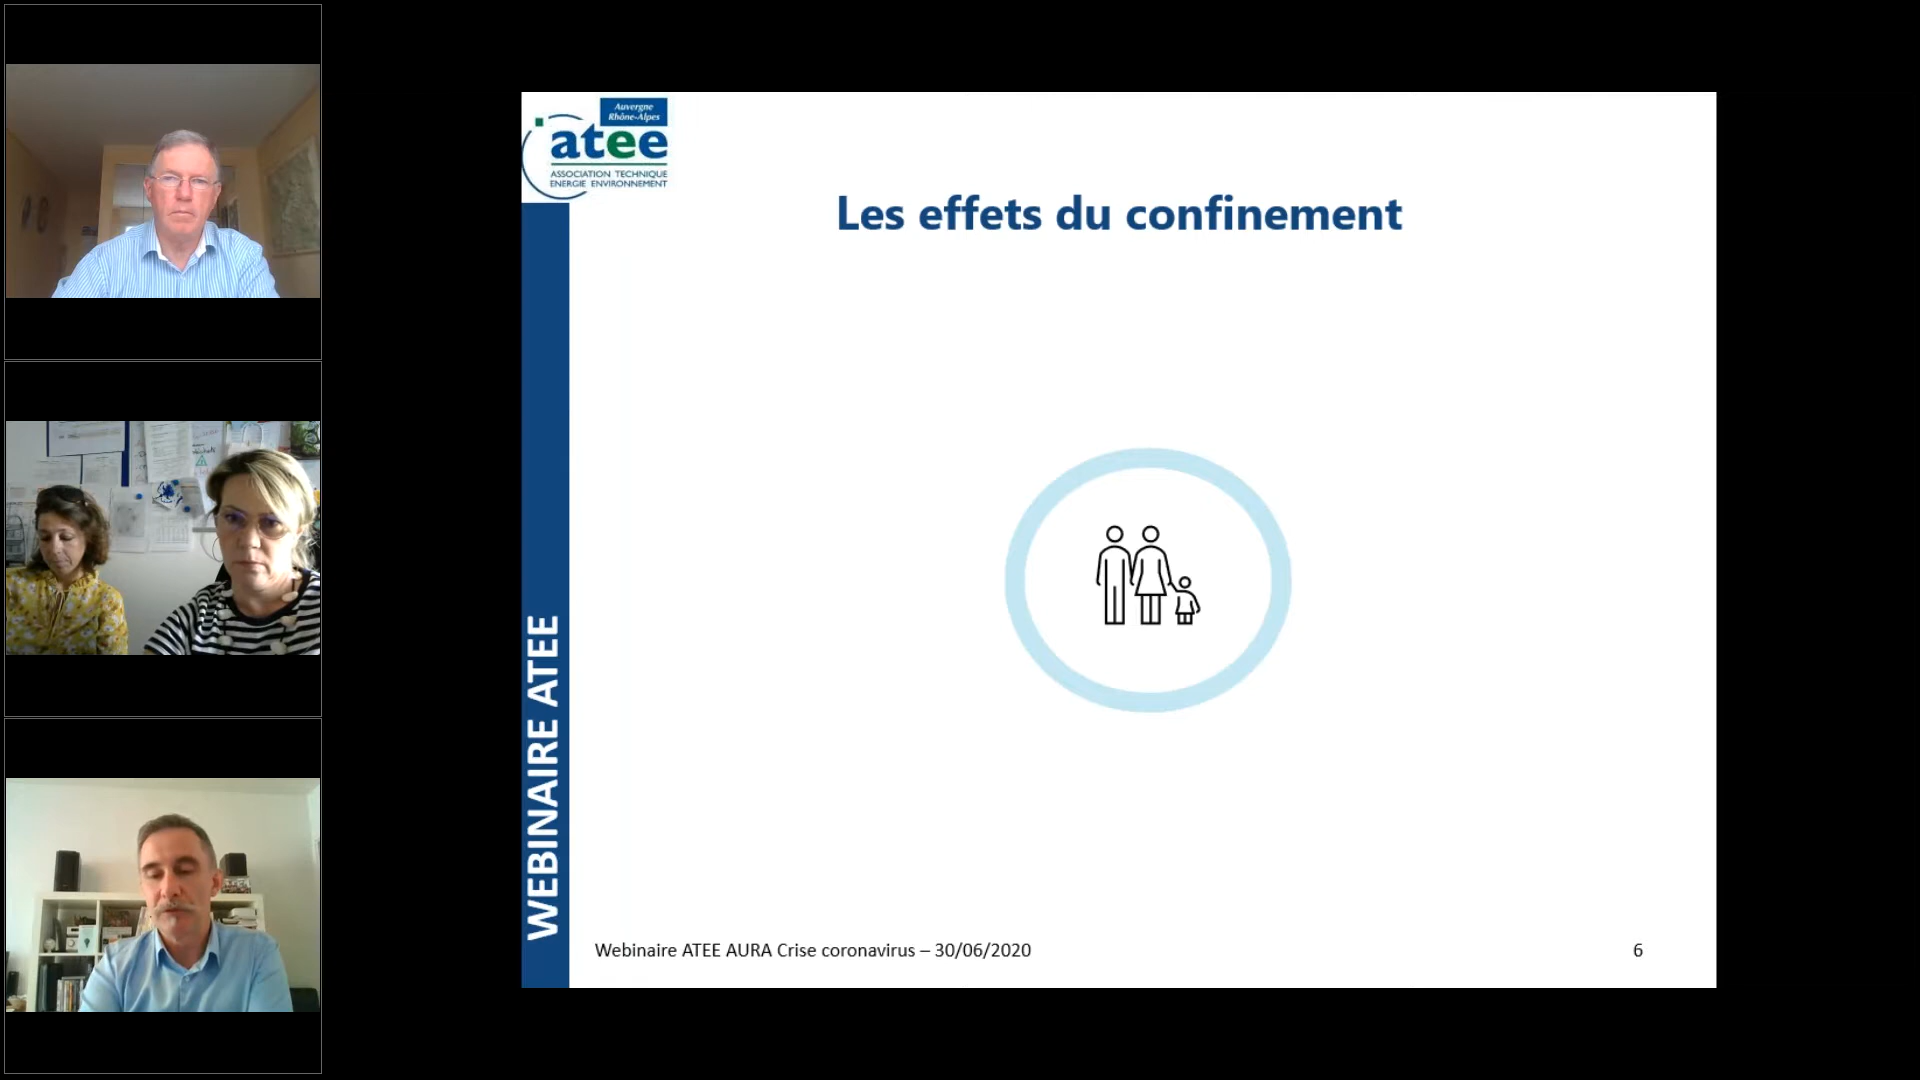 Auvergne
Rhône-Alpes
atee
ASSOCIATION TECHNIQUE
ENERGIE ENVIRONNEMENT
Les effets du confinement
WEBINAIRE ATEE
Webinaire ATEE AURA Crise coronavirus – 30/06/2020
6